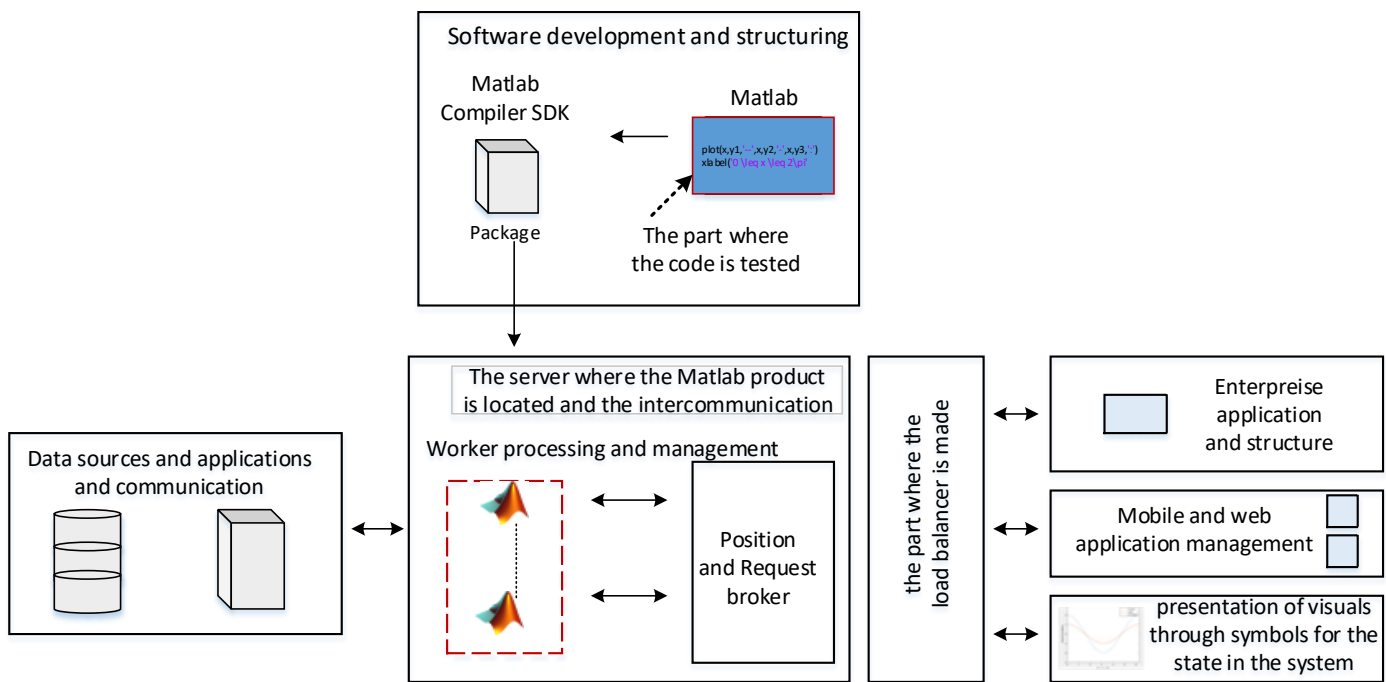 Software development and structuring
Matlab
Compiler SDK
Package
Matlab
plot(x,y1,'--',x,y2,'-',x,y3,':')
xlabel('0 \leq x \leq 2\pi'
The part where
the code is tested
The server where the Matlab product
is located and the intercommunication
Worker processing and management
Position
and Request
broker
Data sources and applications
and communication
the part where the
load balancer is made
Enterpreise
application
and structure
Mobile and web
application management
presentation of visuals
through symbols for the
state in the system